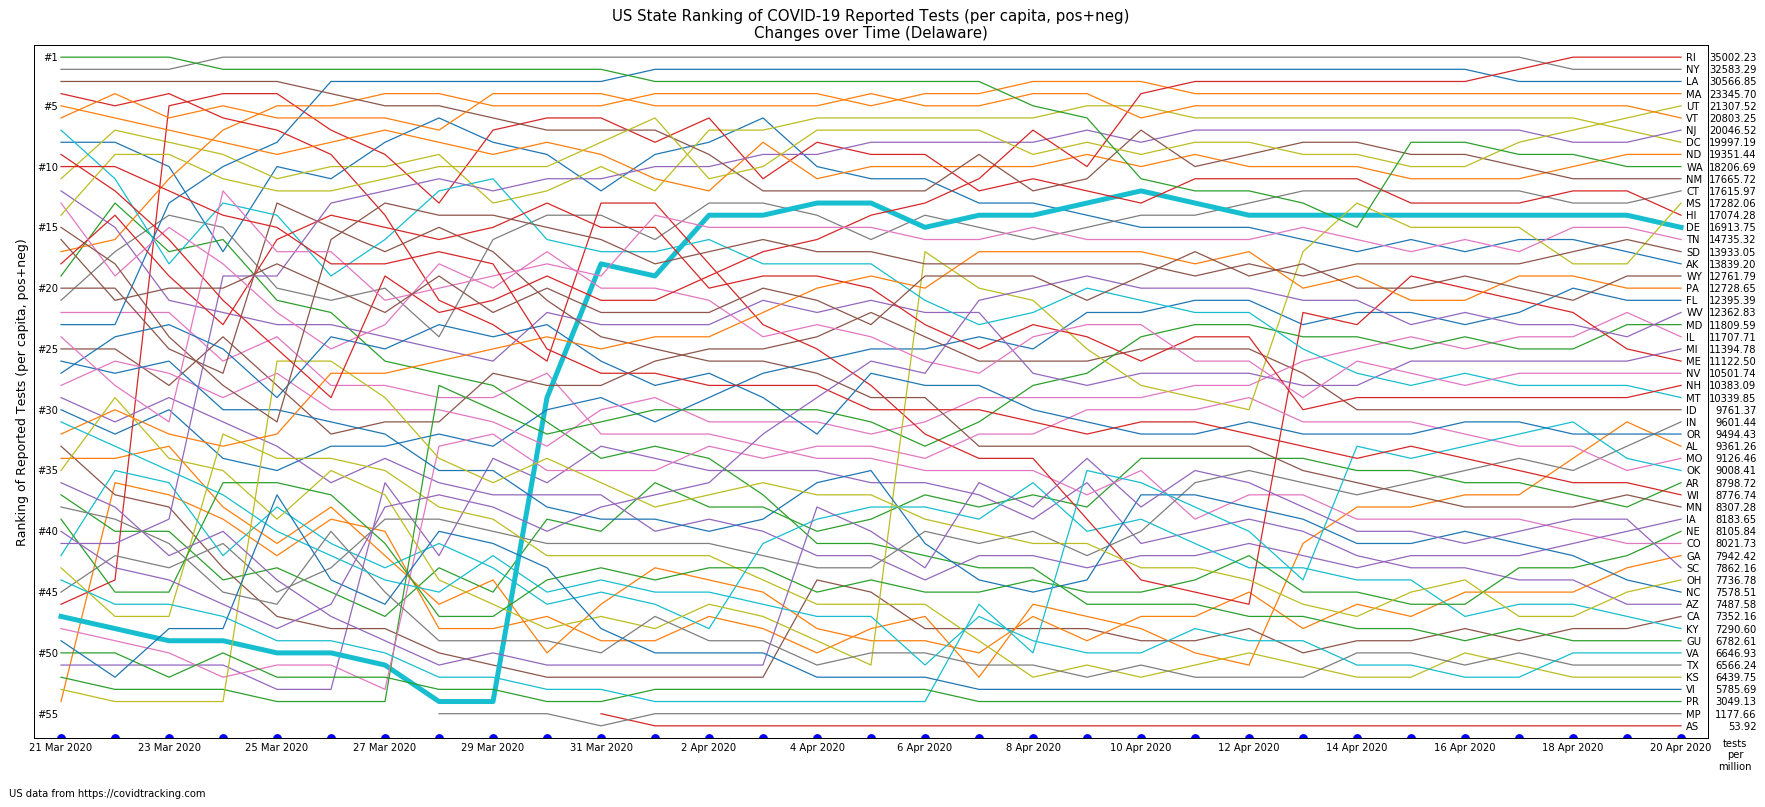 US State Ranking of COVID-19 Reported Tests (per capita, pos+neg)
Changes over Time (Delaware)
Ranking of Reported Tests (per capita, pos+neg)
#1
#5
#10
#15
#20
#25
#30
#35
#40
#45
#50
#55
RI 35002.23
NY 32583.29
LA 30566.85
MA 23345.70
UT 21307.52
VT 20803.25
NJ 20046.52
DC 19997.19
ND 19351.44
WA 18206.69
NM 17665.72
CT 17615.97
MS 17282.06
HI 17074.28
DE 16913.75
TN 14735.32
SD 13933.05
AK 13839.20
WY 12761.79
PA 12728.65
FL 12395.39
WV 12362.83
MD 11809.59
IL 11707.71
MI 11394.78
ME 11122.50
NV 10501.74
NH 10383.09
MT 10339.85
ID 9761.37
IN 9601.44
OR 9494.43
AL 9361.26
MO 9126.46
OK 9008.41
AR 8798.72
WI 8776.74
MN 8307.28
IA 8183.65
NE 8105.84
CO 8021.73
GA 7942.42
SC 7862.16
OH 7736.78
NC 7578.51
AZ 7487.58
CA 7352.16
KY 7290.60
GU 6782.61
VA 6646.93
TX 6566.24
KS 6439.75
VI 5785.69
PR 3049.13
MP 1177.66
AS 53.92
21 Mar 2020 23 Mar 2020 25 Mar 2020 27 Mar 2020 29 Mar 2020 31 Mar 2020 2 Apr 2020 4 Apr 2020 6 Apr 2020 8 Apr 2020 10 Apr 2020 12 Apr 2020 14 Apr 2020 16 Apr 2020 18 Apr 2020 20 Apr 2020
tests
per
million
US data from https://covidtracking.com